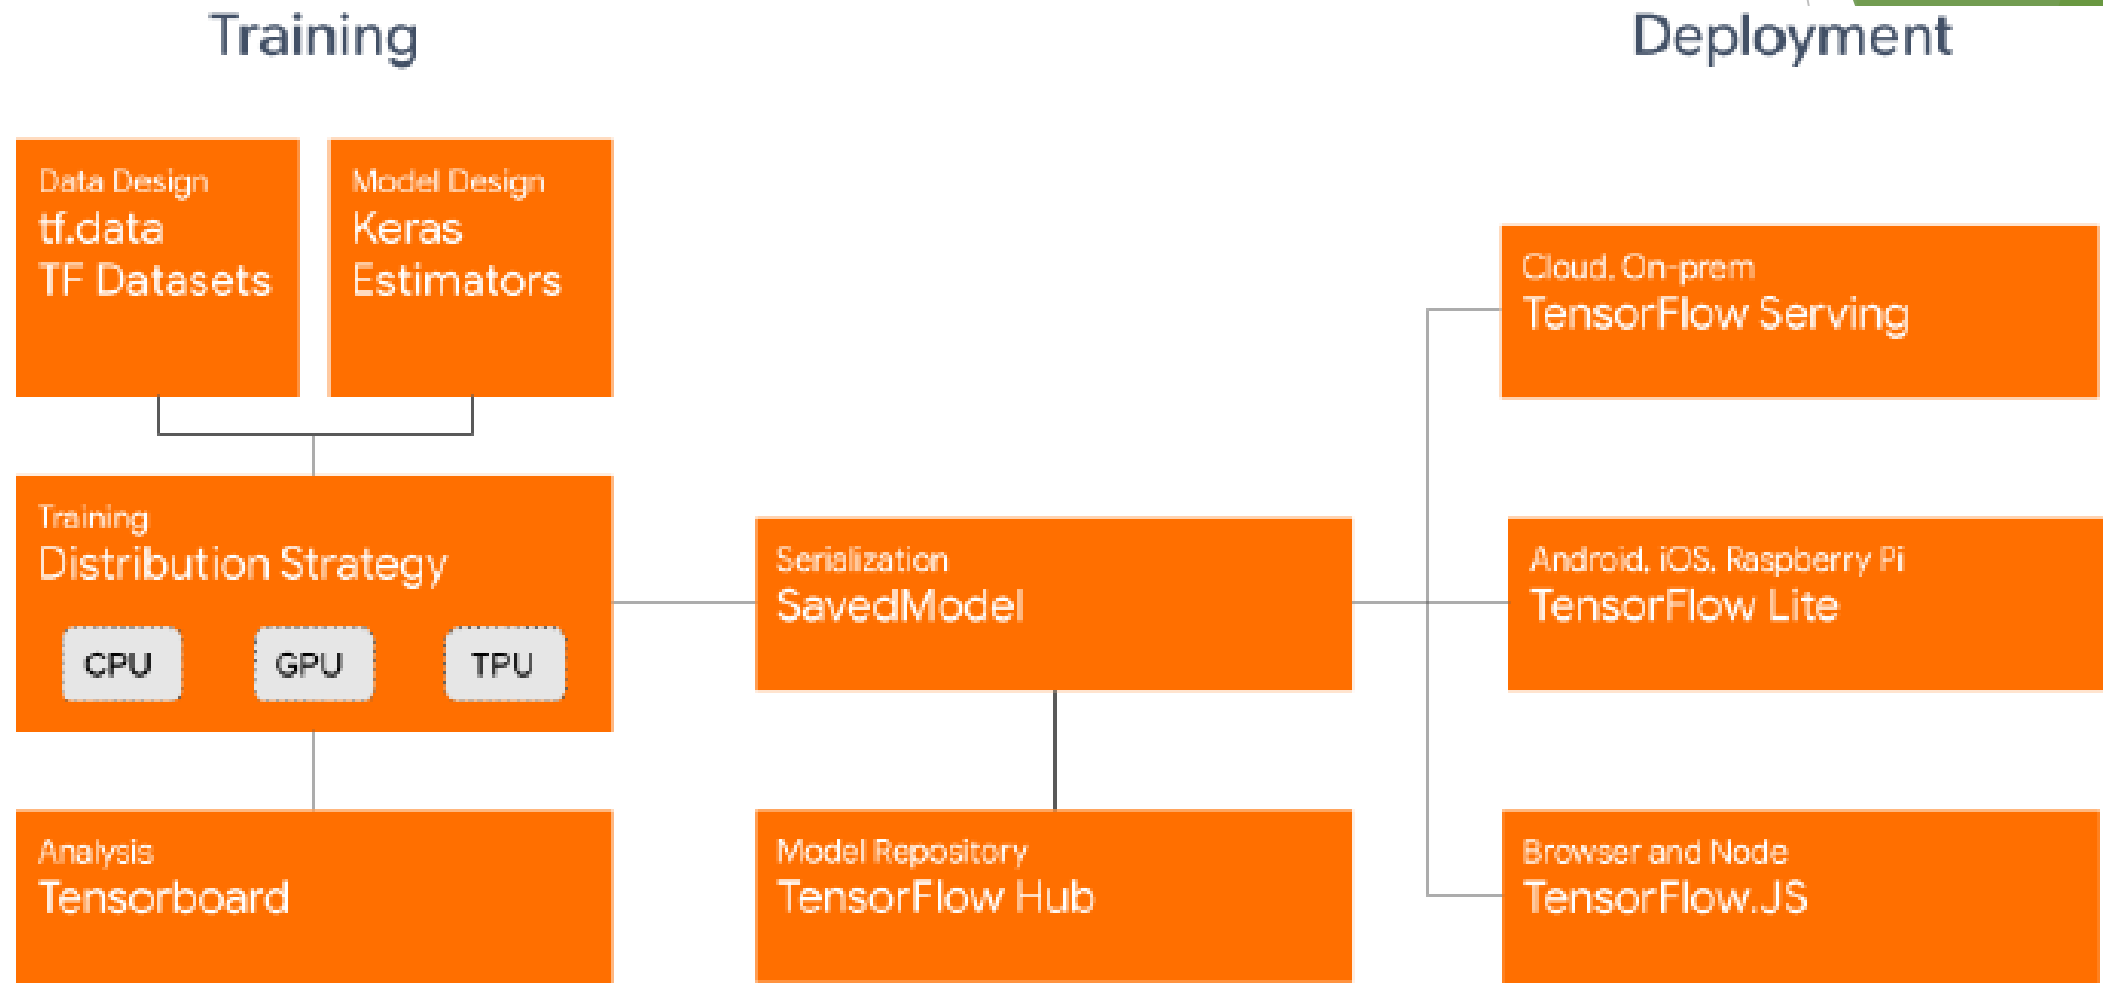 Training
Deployment
Data Design
tf.data
TF Datasets
Model Design
Keras
Estimators
Training
Distribution Strategy
CPU
GPU
TPU
Analysis
Tensorboard
Serialization
SavedModel
Model Repository
TensorFlow Hub
Cloud, On-prem
TensorFlow Serving
Android, iOS, Raspberry Pi
TensorFlow Lite
Browser and Node
TensorFlow.JS